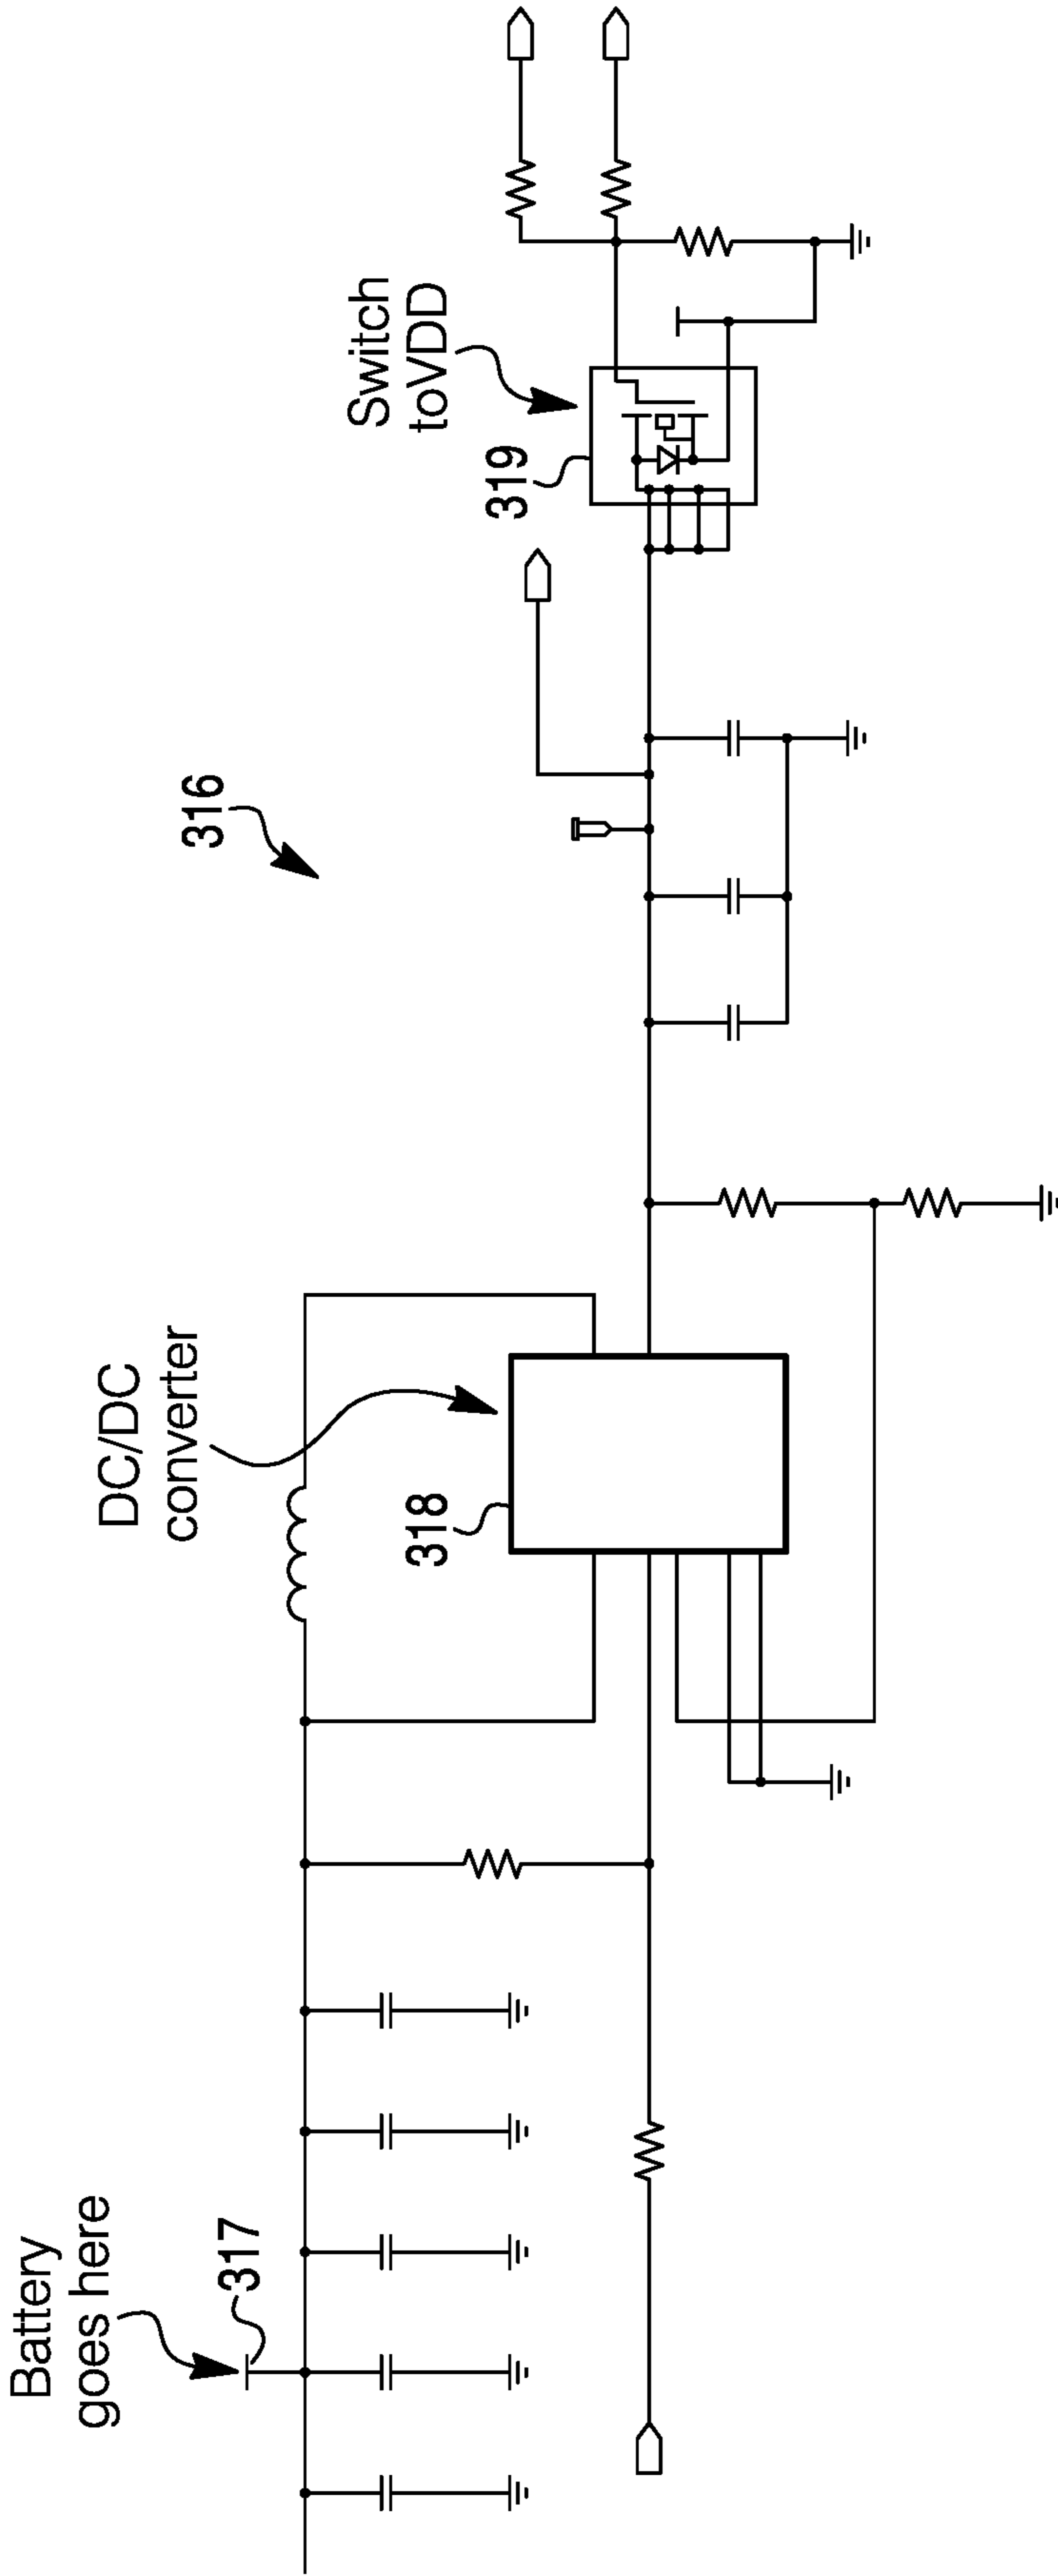 316
Battery
goes here
317
DC/DC
converter
318
Switch
toVDD
319